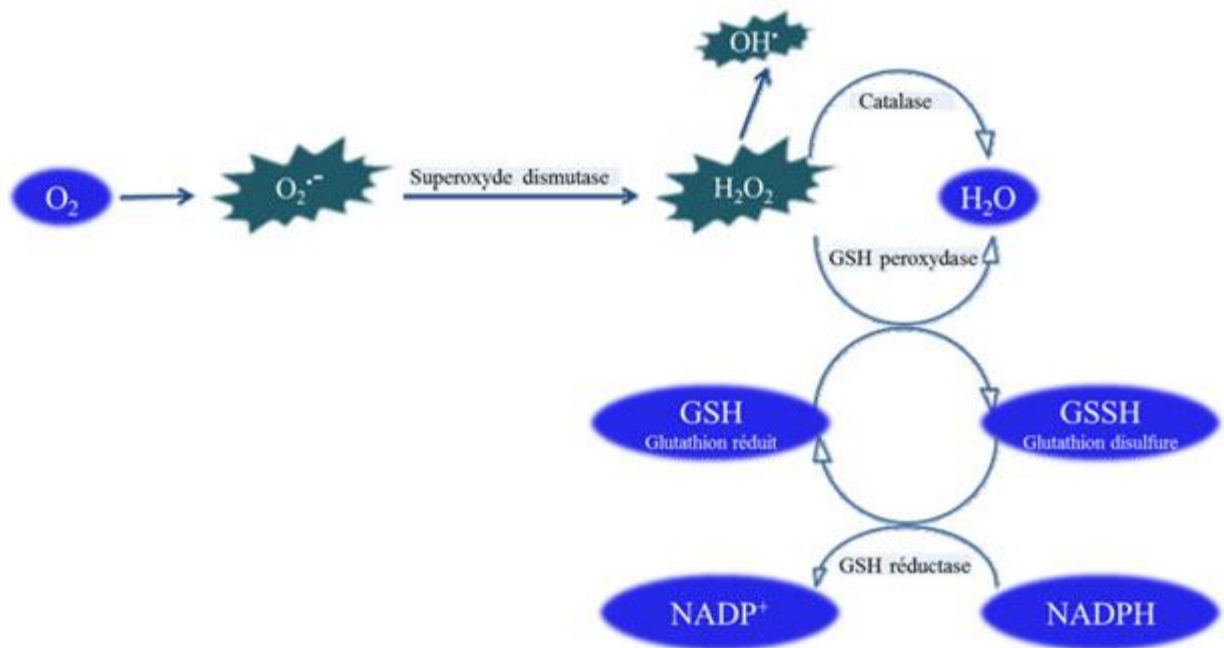 OH•
Catalase
O₂
O₂•-
Superoxyde dismutase
H₂O₂
H₂O
GSH peroxydase
GSH
Glutathion réduit
GSSH
Glutathion disulfure
GSH réductase
NADP⁺
NADPH